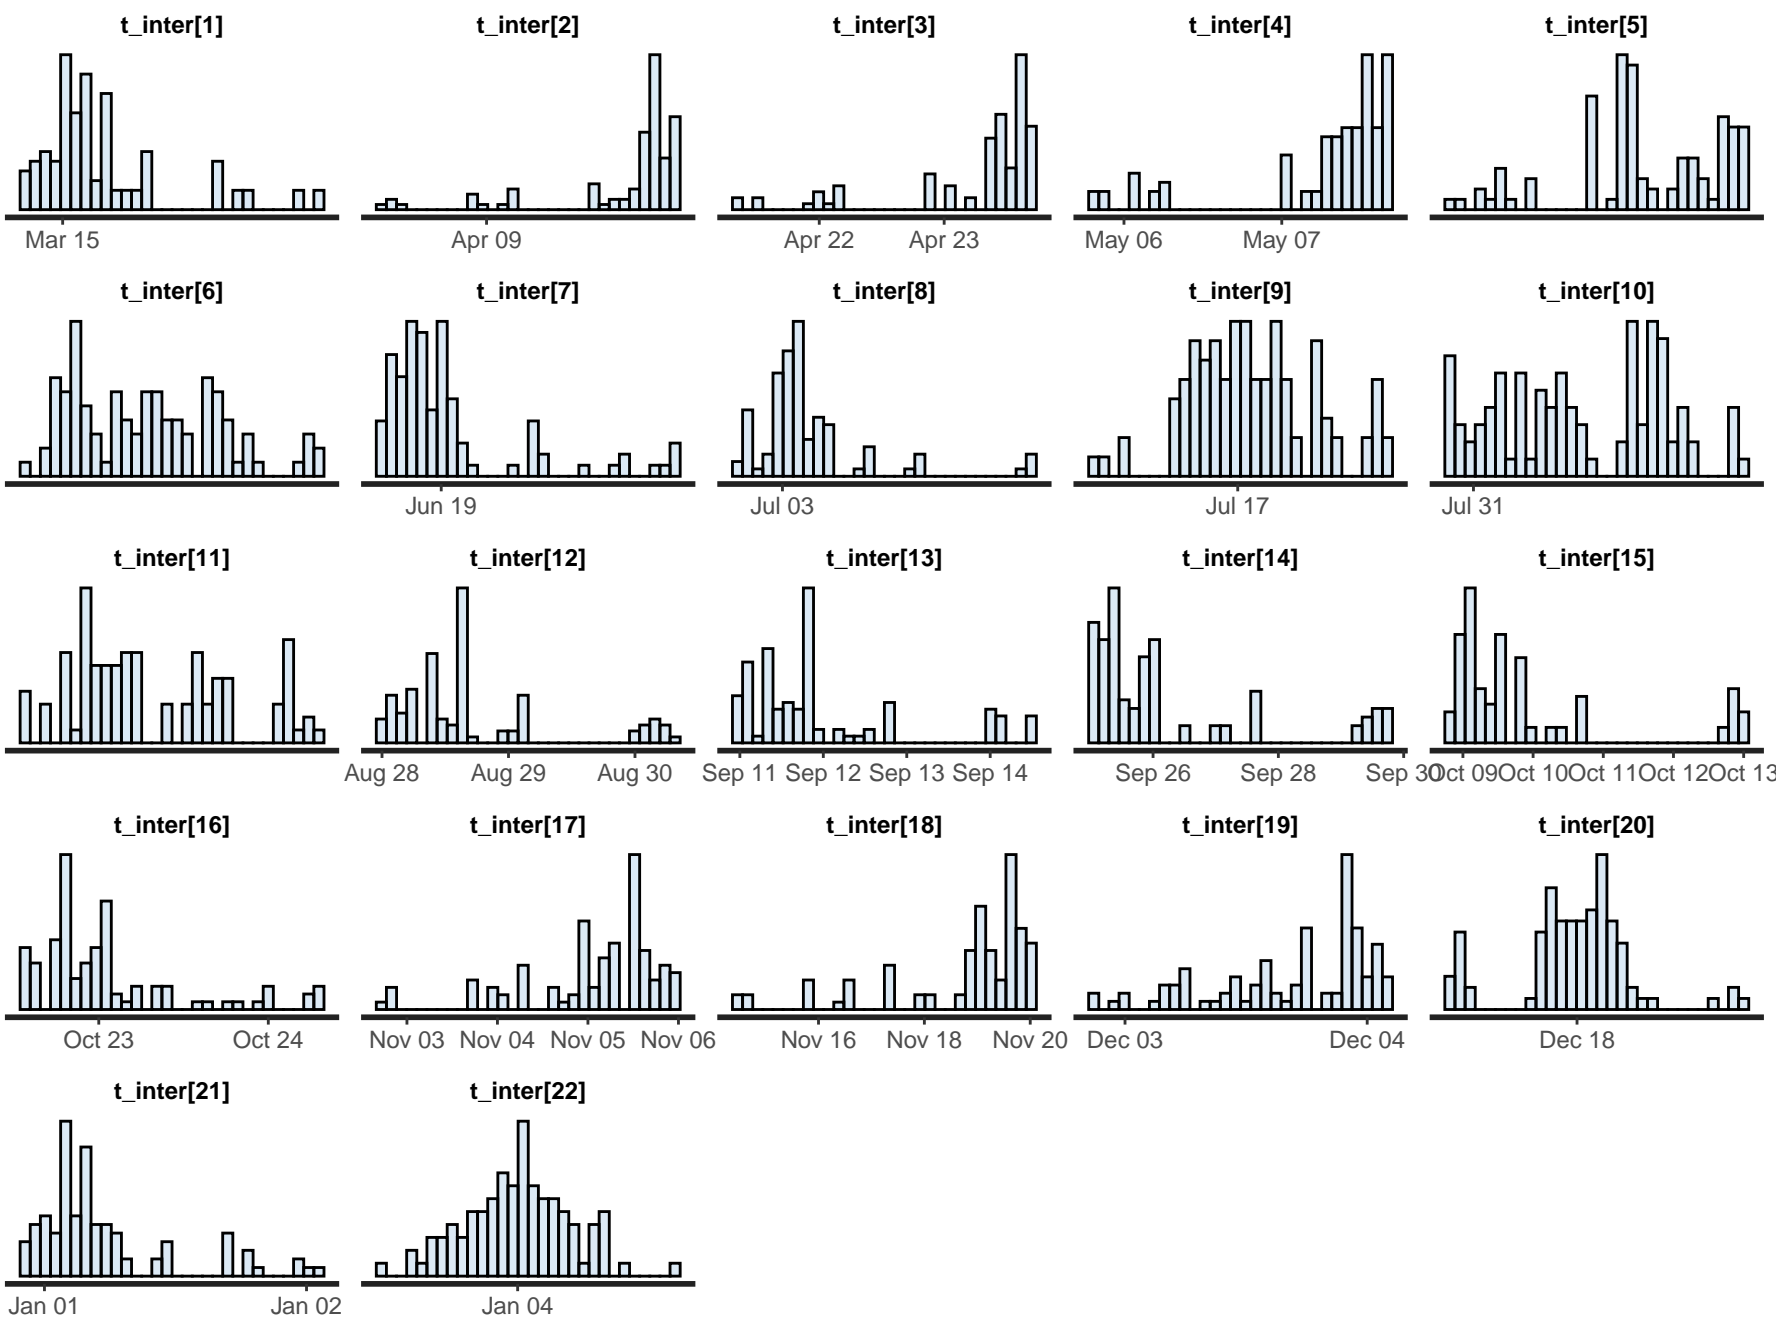 t_inter[1] t_inter[2] t_inter[3] t_inter[4] t_inter[5]
Mar 15 Apr 09 Apr 22 Apr 23 May 06 May 07
t_inter[6] t_inter[7] t_inter[8] t_inter[9] t_inter[10]
Jun 19 Jul 03 Jul 17 Jul 31
t_inter[11] t_inter[12] t_inter[13] t_inter[14] t_inter[15]
Aug 28 Aug 29 Aug 30 Sep 11 Sep 12 Sep 13 Sep 14 Sep 26 Sep 28 Sep 30 Oct 09 Oct 10 Oct 11 Oct 12 Oct 13
t_inter[16] t_inter[17] t_inter[18] t_inter[19] t_inter[20]
Oct 23 Oct 24 Nov 03 Nov 04 Nov 05 Nov 06 Nov 16 Nov 18 Nov 20 Dec 03 Dec 04 Dec 18
t_inter[21] t_inter[22]
Jan 01 Jan 02 Jan 04